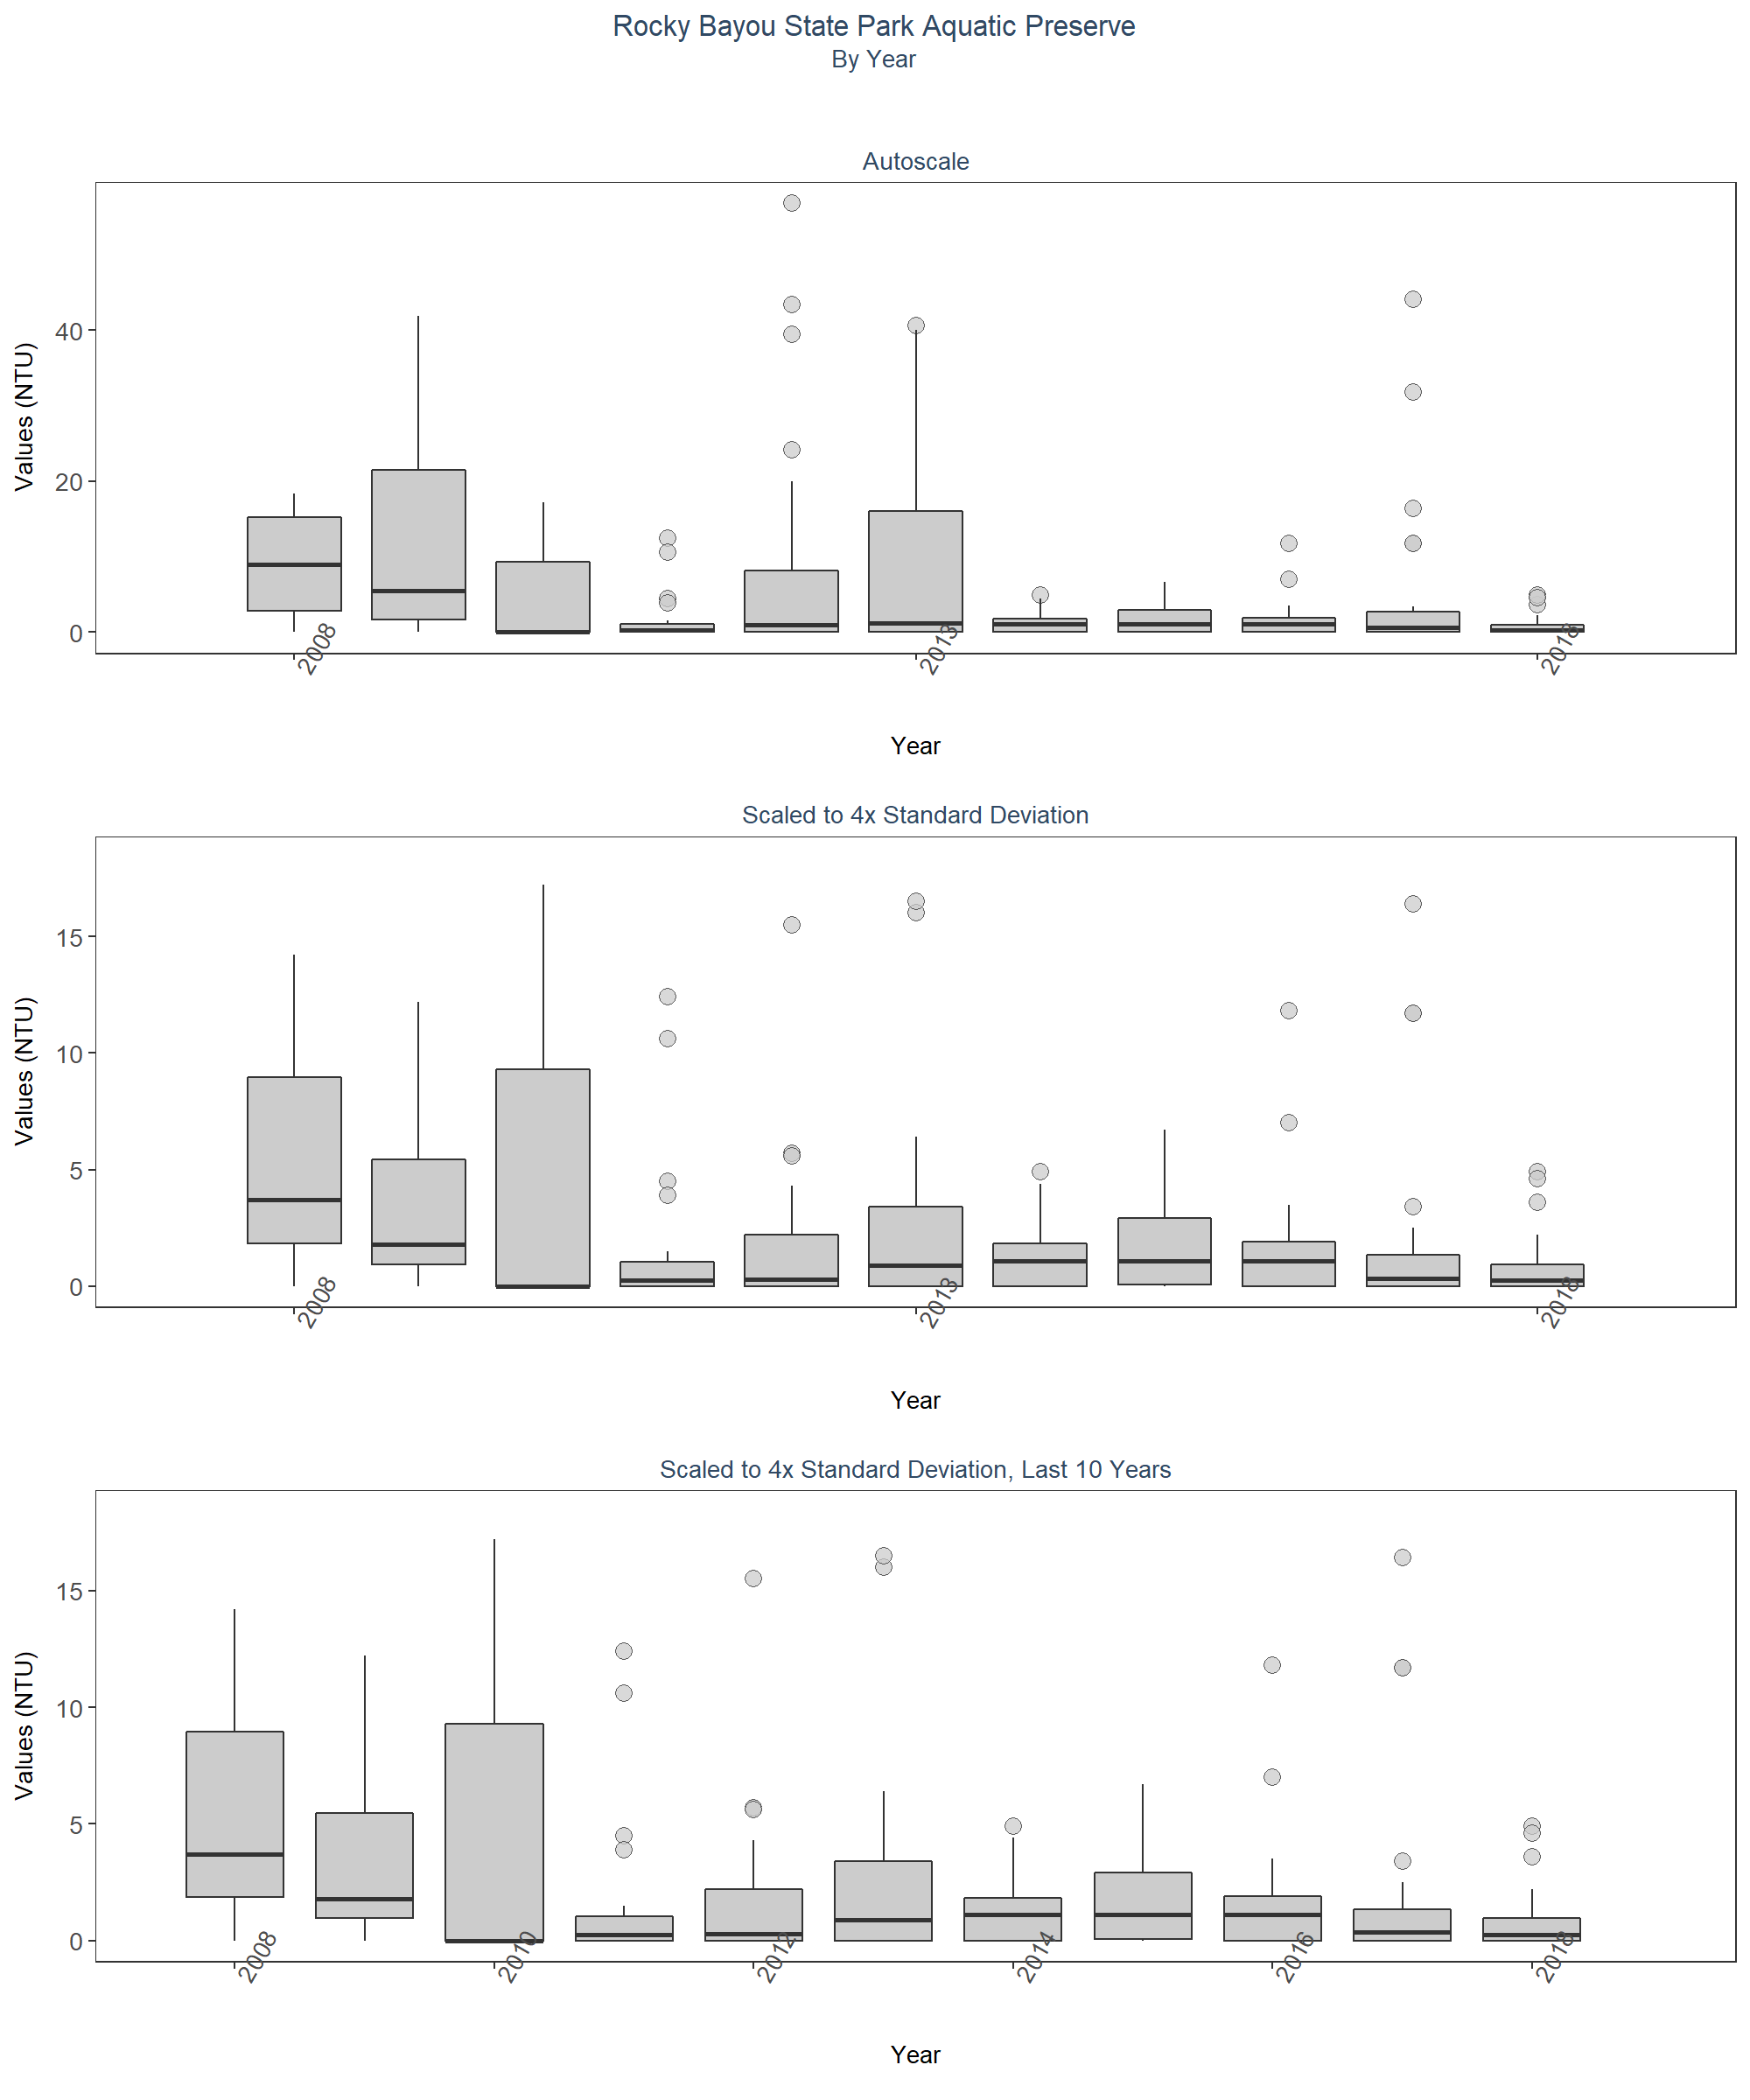 Rocky Bayou State Park Aquatic Preserve
By Year
Autoscale
Values (NTU)
40
20
0
2008
2013
2018
Year
Scaled to 4x Standard Deviation
Values (NTU)
15
10
5
0
2008
2013
2018
Year
Scaled to 4x Standard Deviation, Last 10 Years
Values (NTU)
15
10
5
0
2008
2010
2012
2014
2016
2018
Year